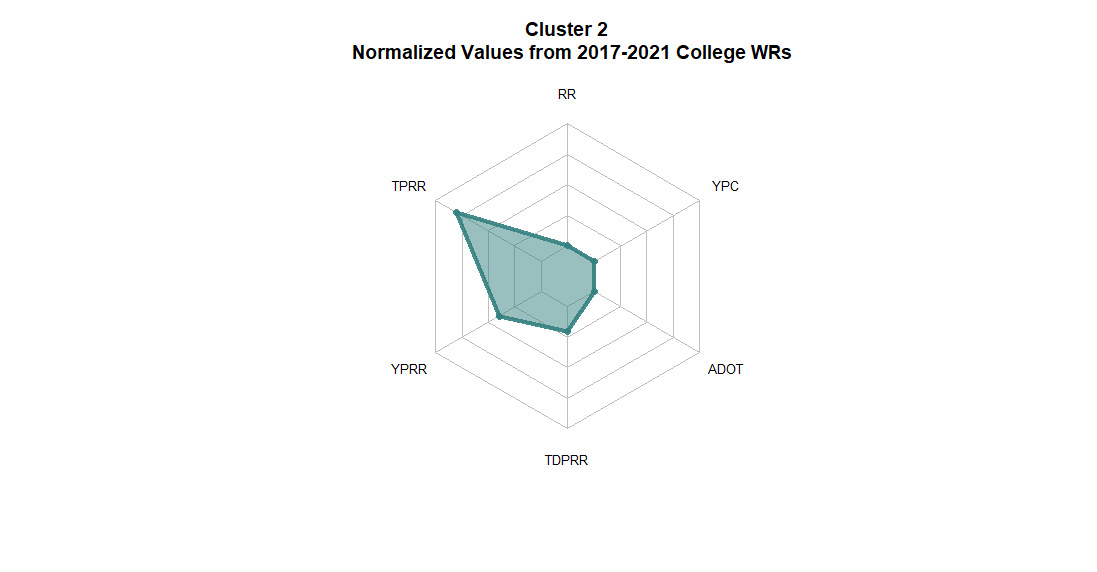 Cluster 2
Normalized Values from 2017-2021 College WRs
RR
TPRR
YPC
YPRR
ADOT
TDPRR